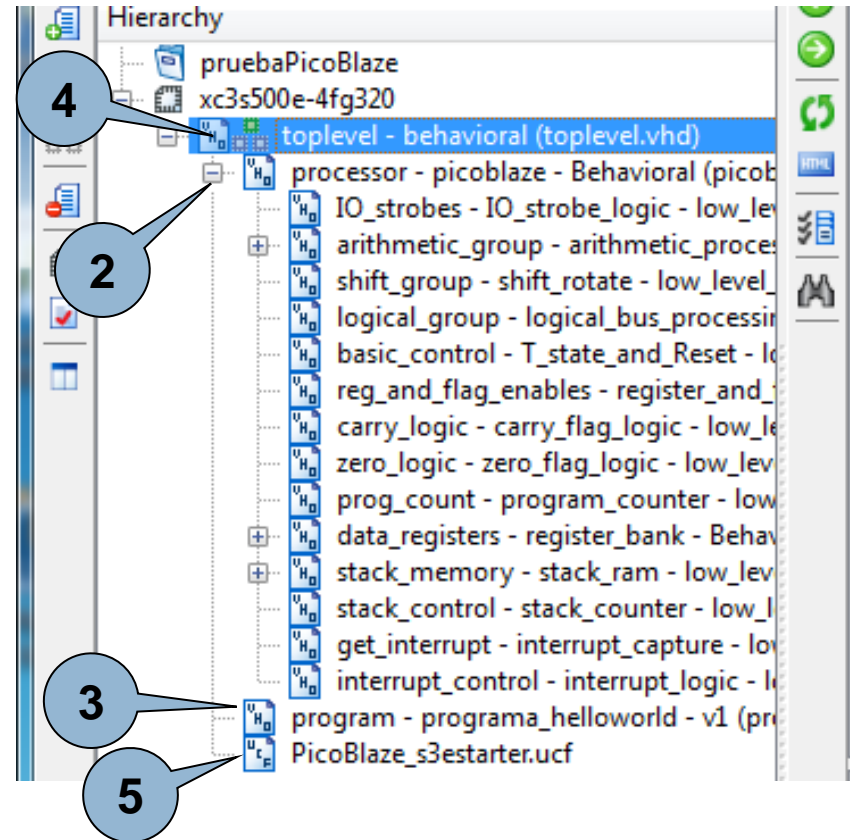 Hierarchy
pruebaPicoBlaze
4
xc3s500e-4fg320
toplevel - behavioral (toplevel.vhd)
processor - picoblaze - Behavioral (picob
IO_strobes - IO_strobe_logic - low_lev
2
arithmetic_group - arithmetic_proces
shift_group - shift_rotate - low_level_
logical_group - logical_bus_processin
basic_control - T_state_and_Reset - lo
reg_and_flag_enables - register_and_f
carry_logic - carry_flag_logic - low_le
zero_logic - zero_flag_logic - low_lev
prog_count - program_counter - low
data_registers - register_bank - Behav
stack_memory - stack_ram - low_lev
stack_control - stack_counter - low_l
get_interrupt - interrupt_capture - lo
interrupt_control - interrupt_logic - l
3
program - programa_helloworld - v1 (pr
PicoBlaze_s3estarter.ucf
5